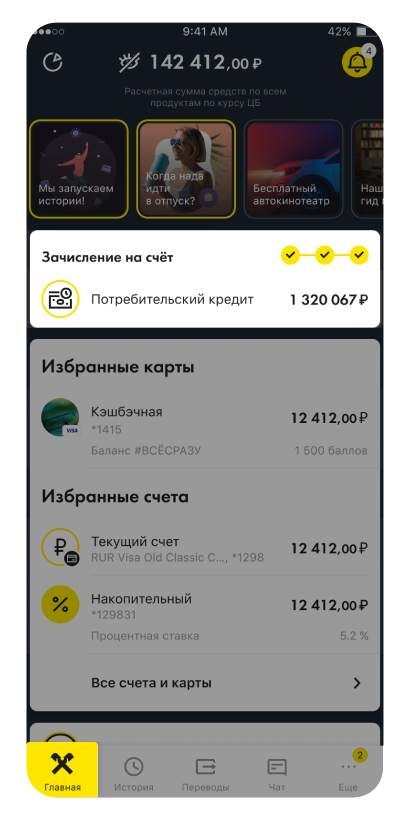 9:41 AM
42%
142 412,00 ₽
4
Расчетная сумма средств по всем
продуктам по курсу ЦБ
Мы запускаем
истории!
Когда надо
идти
в отпуск?
Бесплатный
автокинотеатр
Наш
гид
Зачисление на счёт
Потребительский кредит
1 320 067 ₽
Избранные карты
Кэшбэчная
12 412,00 ₽
*1415
VISA
Баланс #ВСЁСРАЗУ
1 500 баллов
Избранные счета
Текущий счет
12 412,00 ₽
RUR Visa Old Classic C..., *1298
Накопительный
12 412,00 ₽
*129831
Процентная ставка
5.2 %
Все счета и карты
2
Главная
История
Переводы
Чат
Еще